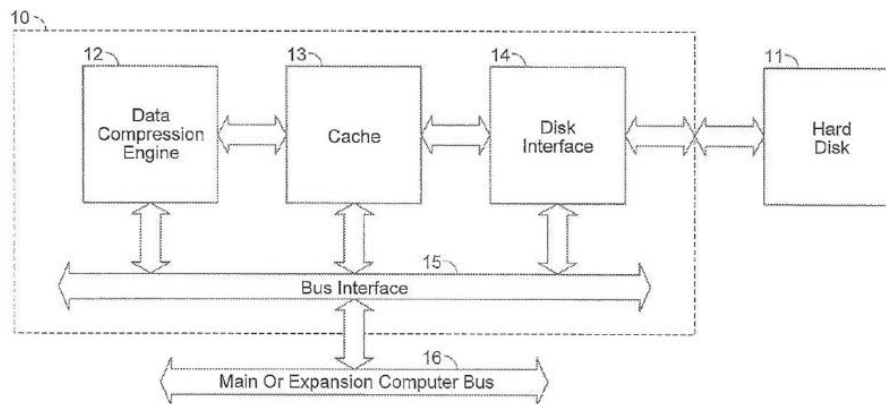 10
12
13
14
11
Data
Compression
Engine
Cache
Disk
Interface
Hard
Disk
15
Bus Interface
16
Main Or Expansion Computer Bus